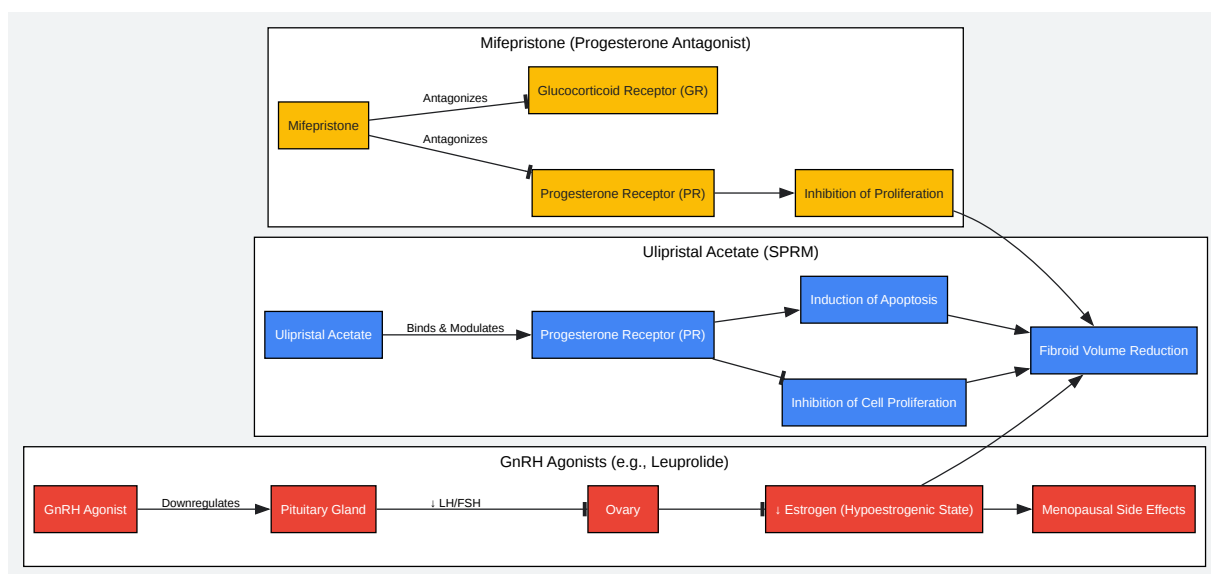 Mifepristone (Progesterone Antagonist)
Mifepristone
Antagonizes
Glucocorticoid Receptor (GR)
Antagonizes
Progesterone Receptor (PR)
Inhibition of Proliferation
Ulipristal Acetate (SPRM)
Ulipristal Acetate
Binds & Modulates
Progesterone Receptor (PR)
Induction of Apoptosis
Inhibition of Cell Proliferation
Fibroid Volume Reduction
GnRH Agonists (e.g., Leuprolide)
GnRH Agonist
Downregulates
Pituitary Gland
↓ LH/FSH
Ovary
↓ Estrogen (Hypoestrogenic State)
Menopausal Side Effects